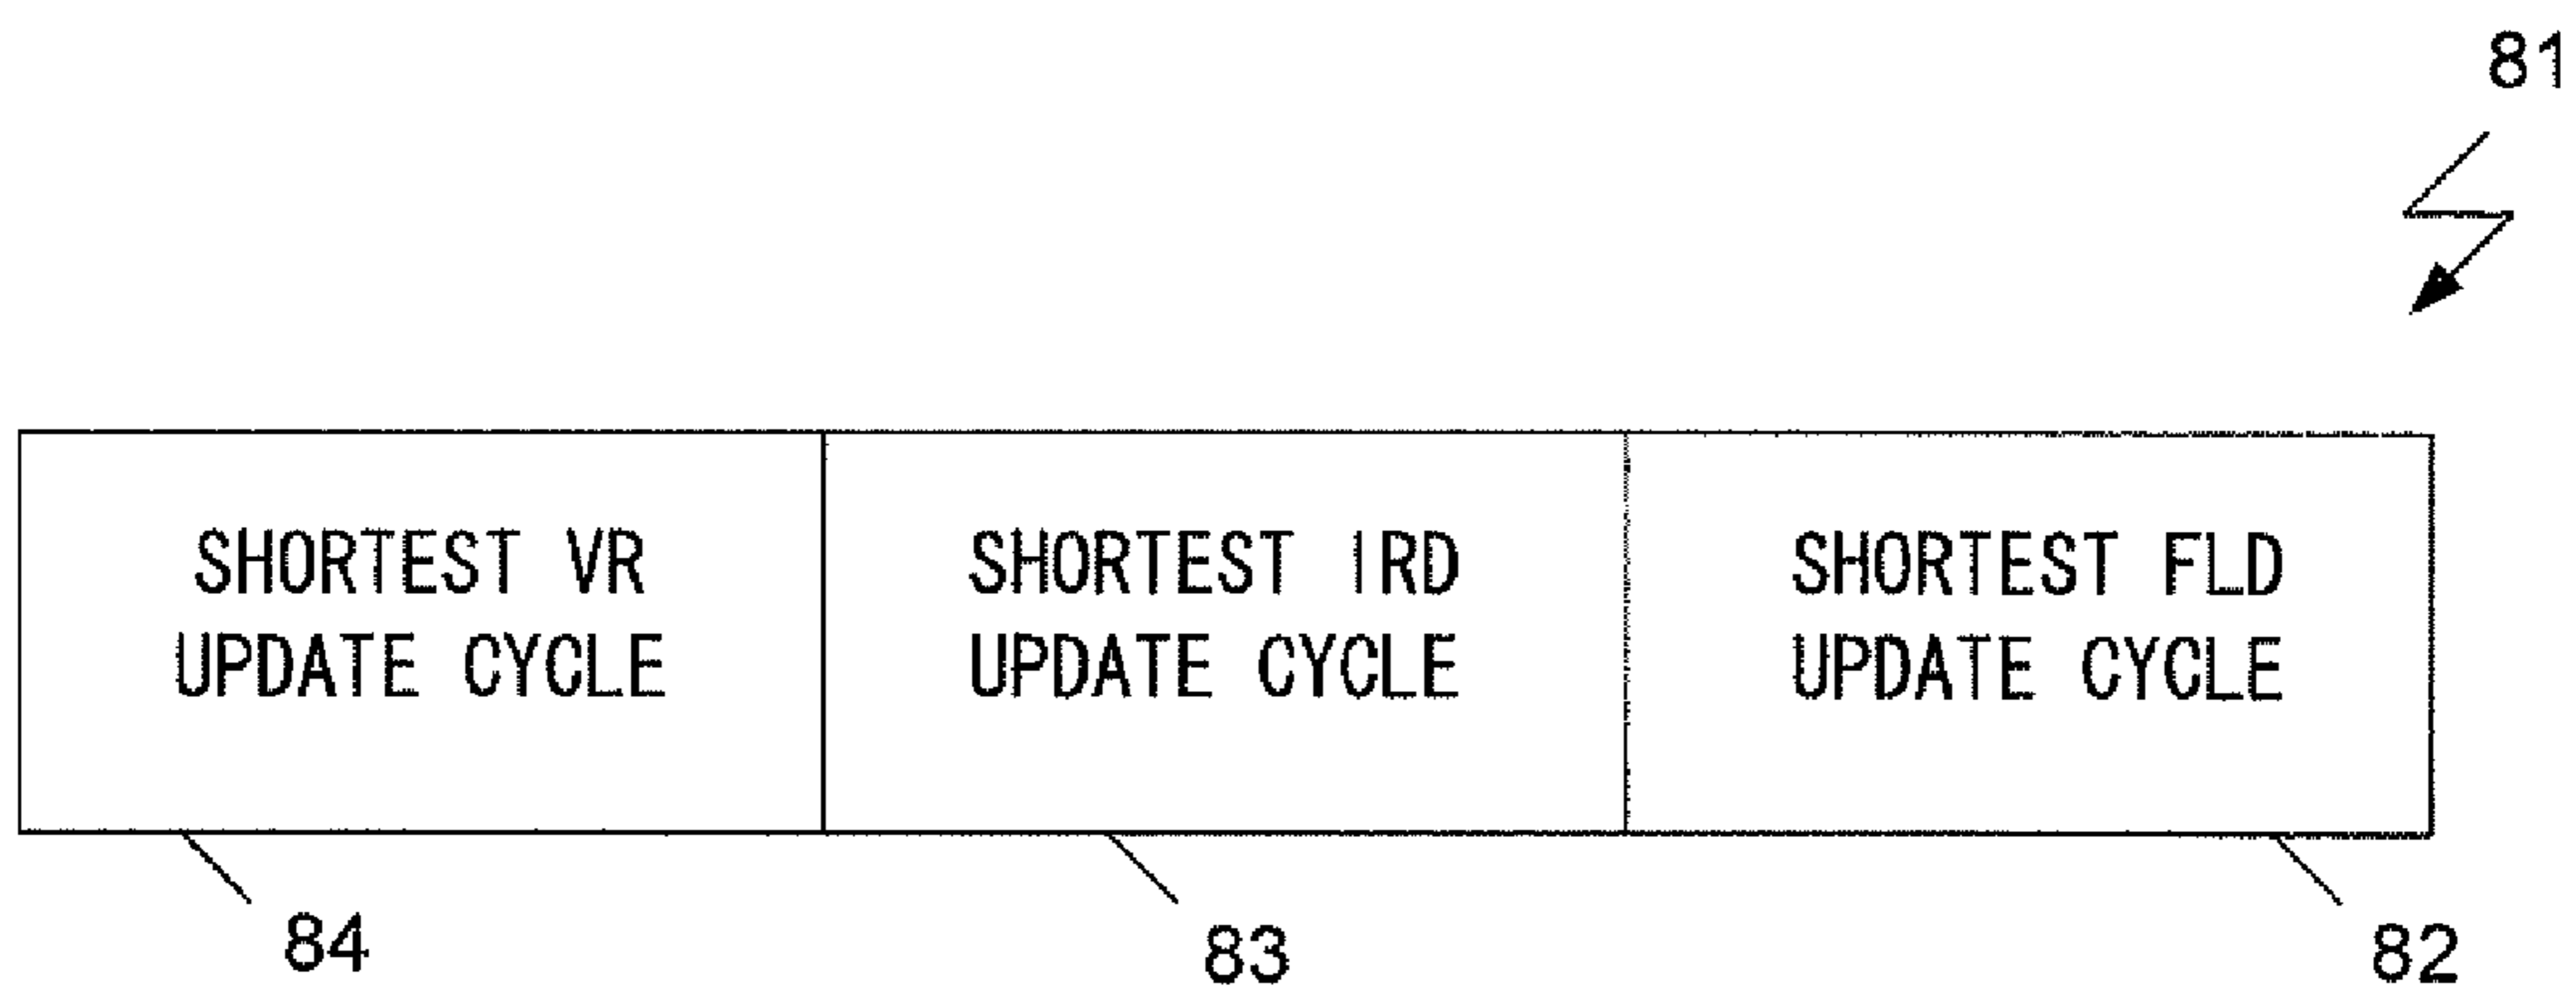 81
SHORTEST VR
UPDATE CYCLE
SHORTEST IRD
UPDATE CYCLE
SHORTEST FLD
UPDATE CYCLE
84
83
82